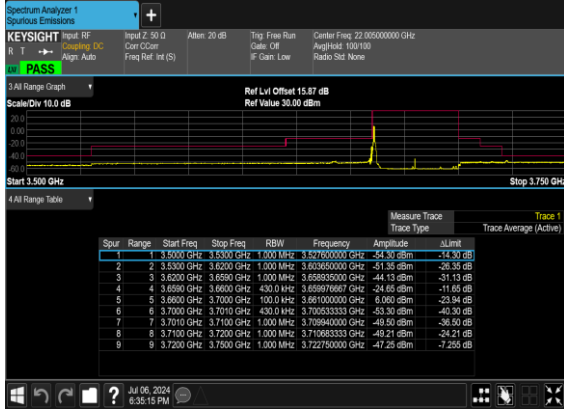 Spectrum Analyzer 1
Spurious Emissions
+
KEYSIGHT Input: RF Input Z: 50 Ω Atten: 20 dB Trig: Free Run Center Freq: 22.005000000 GHz
R T Coupling: DC Corr CCorr Gate: Off Avg|Hold: 100/100
Align: Auto Freq Ref: Int (S) IF Gain: Low Radio Std: None
PASS
3 All Range Graph
Ref Lvl Offset 15.87 dB
Scale/Div 10.0 dB Ref Value 30.00 dBm
20.0
0.00
-20.0
-40.0
-60.0
Start 3.500 GHz Stop 3.750 GHz
4 All Range Table
Measure Trace Trace 1
Trace Type Trace Average (Active)
Spur Range Start Freq Stop Freq RBW Frequency Amplitude ΔLimit
1 1 3.5000 GHz 3.5300 GHz 1.000 MHz 3.527600000 GHz -54.30 dBm -14.30 dB
2 2 3.5300 GHz 3.6200 GHz 1.000 MHz 3.603650000 GHz -51.35 dBm -26.35 dB
3 3 3.6200 GHz 3.6590 GHz 1.000 MHz 3.658935000 GHz -44.13 dBm -31.13 dB
4 4 3.6590 GHz 3.6600 GHz 430.0 kHz 3.659976667 GHz -24.65 dBm -11.65 dB
5 5 3.6600 GHz 3.7000 GHz 100.0 kHz 3.661000000 GHz 6.060 dBm -23.94 dB
6 6 3.7000 GHz 3.7010 GHz 430.0 kHz 3.700533333 GHz -53.30 dBm -40.30 dB
7 7 3.7010 GHz 3.7100 GHz 1.000 MHz 3.709940000 GHz -49.50 dBm -36.50 dB
8 8 3.7100 GHz 3.7200 GHz 1.000 MHz 3.710683333 GHz -49.21 dBm -24.21 dB
9 9 3.7200 GHz 3.7500 GHz 1.000 MHz 3.722750000 GHz -47.25 dBm -7.255 dB
?
Jul 06, 2024
6:35:15 PM